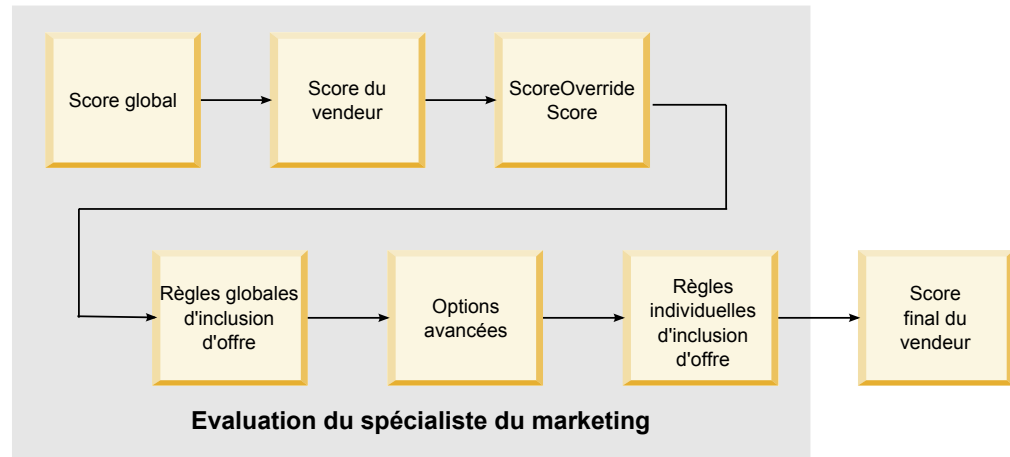 Score global
Score du
vendeur
ScoreOverride
Score
Règles globales
d'inclusion
d'offre
Options
avancées
Règles
individuelles
d'inclusion
d'offre
Score
final du
vendeur
Evaluation du spécialiste du marketing